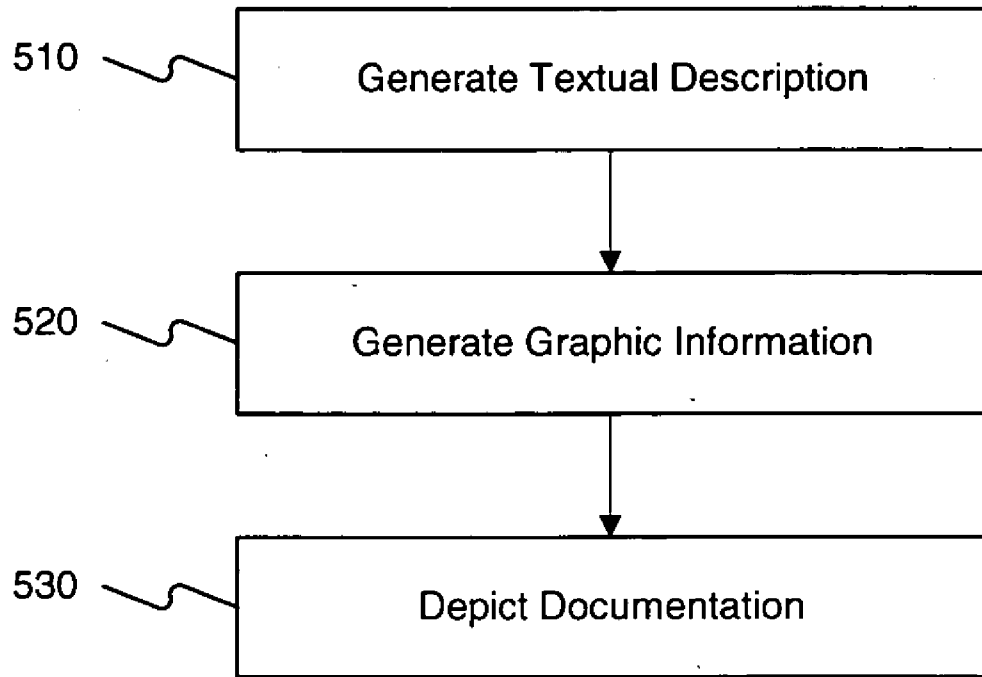 510
Generate Textual Description
520
Generate Graphic Information
530
Depict Documentation